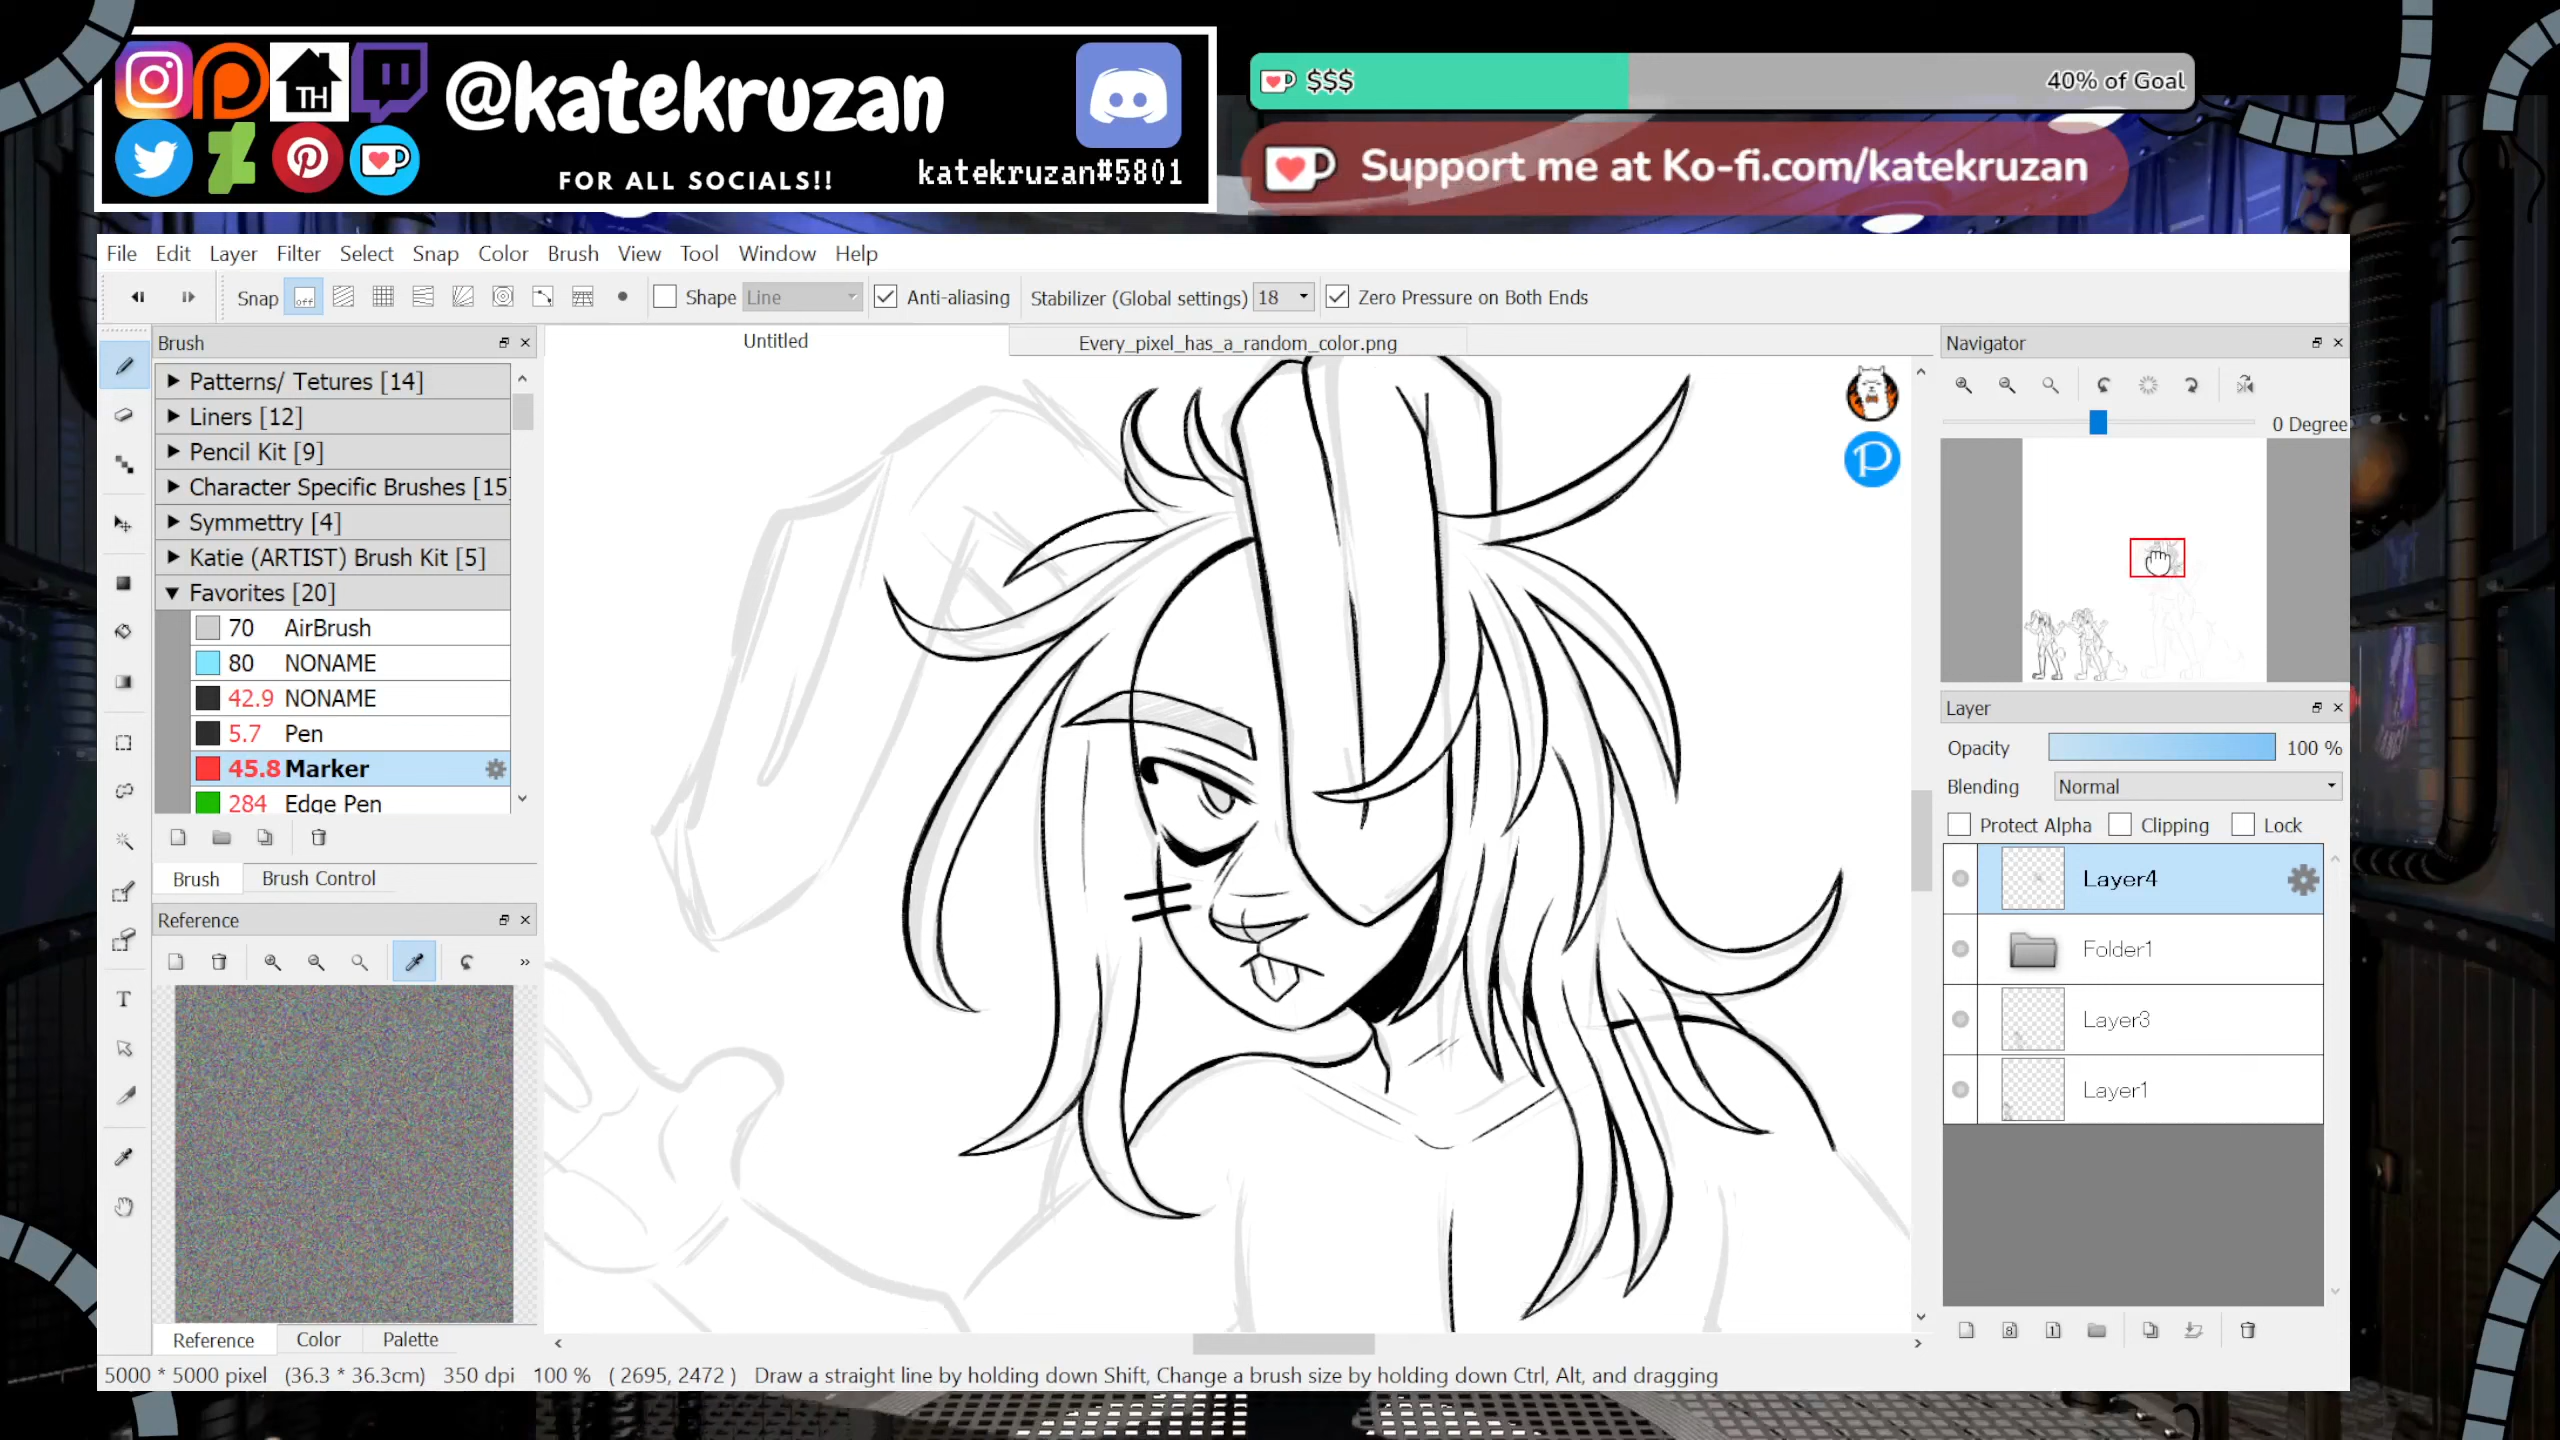 TH
@katekruzan
FOR ALL SOCIALS!!
katekruzan#5801
$$$
40% of Goal
Support me at Ko-fi.com/katekruzan
File Edit Layer Filter Select Snap Color Brush View Tool Window Help
Snap off Shape Line Anti-aliasing Stabilizer (Global settings) 18 Zero Pressure on Both Ends
Brush
Patterns/ Tetures [14]
Liners [12]
Pencil Kit [9]
Character Specific Brushes [15]
Symmettry [4]
Katie (ARTIST) Brush Kit [5]
Favorites [20]
70 AirBrush
80 NONAME
42.9 NONAME
5.7 Pen
45.8 Marker
284 Edge Pen
Brush Brush Control
Reference
T
Reference Color Palette
Untitled Every_pixel_has_a_random_color.png
P
Navigator
0 Degree
Layer
Opacity 100 %
Blending Normal
Protect Alpha Clipping Lock
Layer4
Folder1
Layer3
Layer1
8 1
5000 * 5000 pixel (36.3 * 36.3cm) 350 dpi 100 % ( 2695, 2472 ) Draw a straight line by holding down Shift, Change a brush size by holding down Ctrl, Alt, and dragging